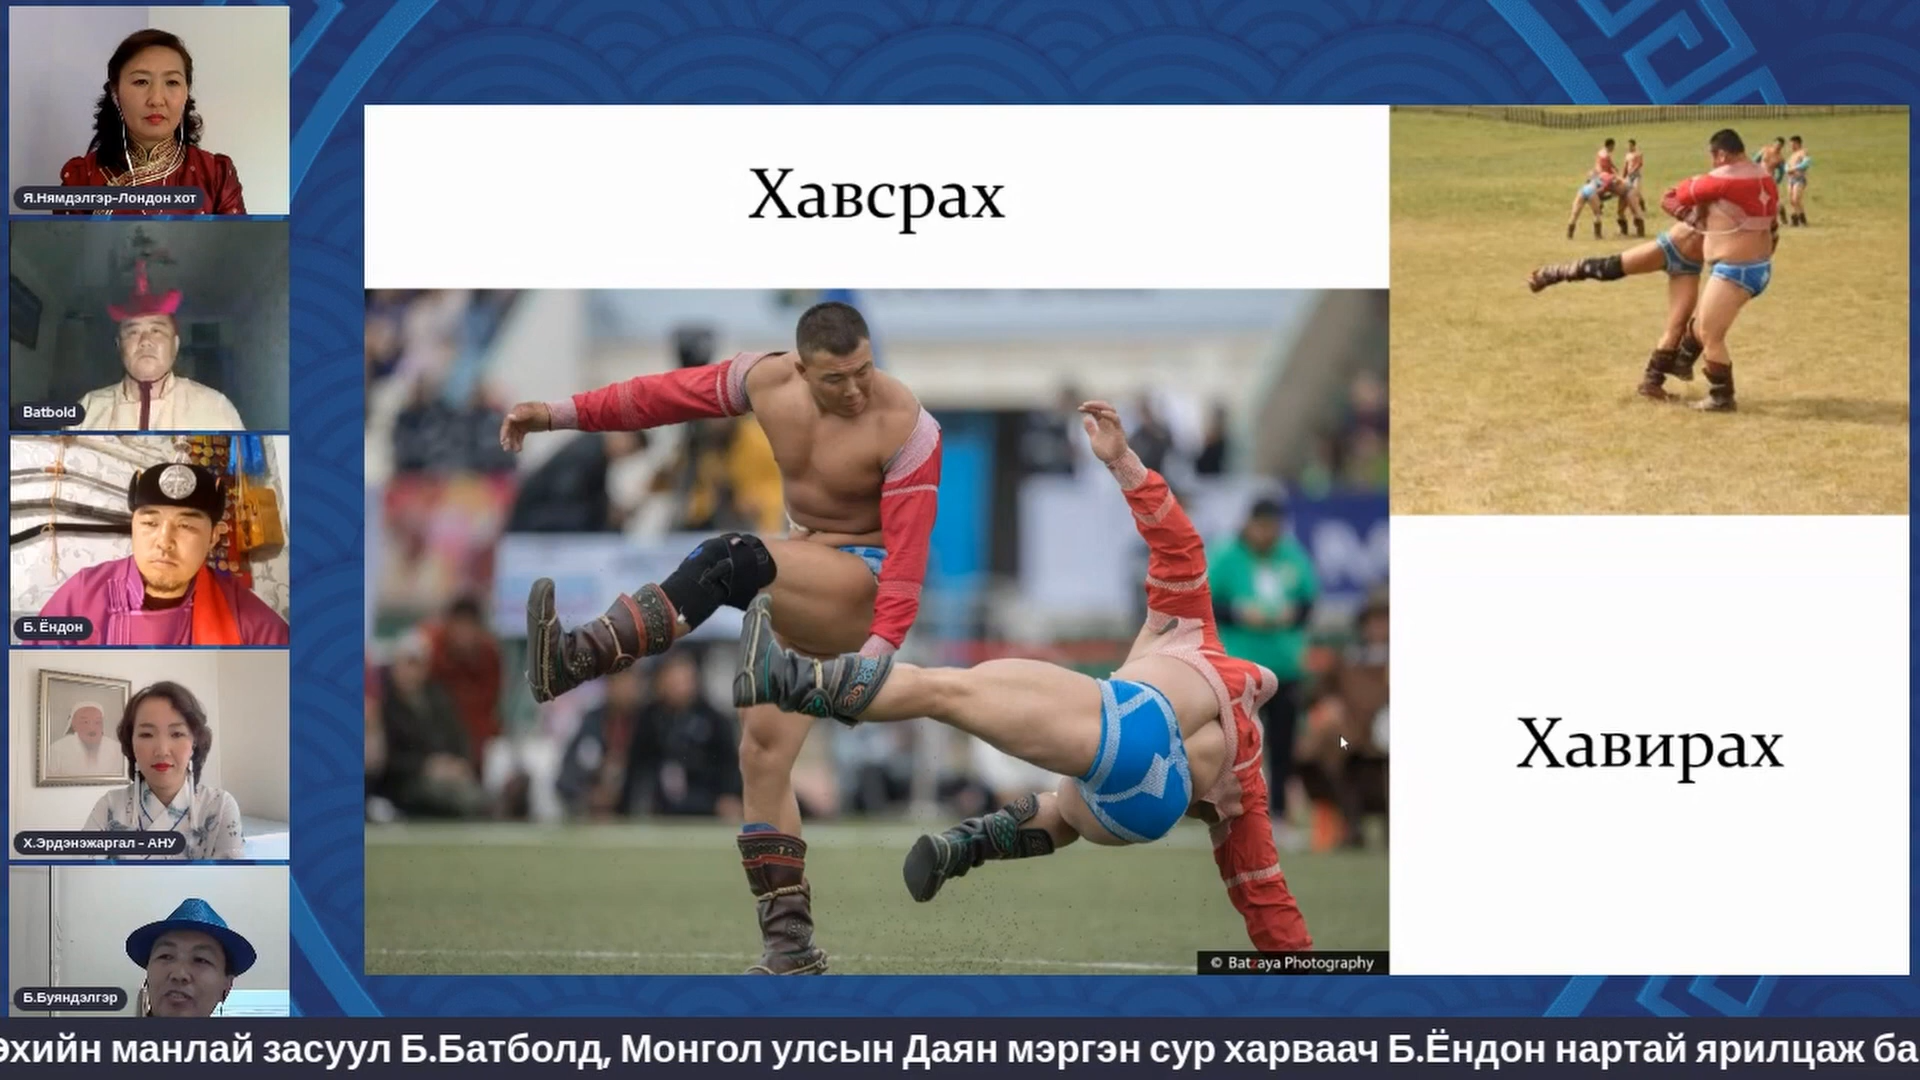 Я.Нямдэлгэр-Лондон хот
Batbold
Б. Ёндон
Х.Эрдэнэжаргал - АНУ
Б.Буяндэлгэр
Хавсрах
Хавирах
© Batzaya Photography
Эхийн манлай засуул Б.Батболд, Монгол улсын Даян мэргэн сур харваач Б.Ёндон нартай ярилцаж ба